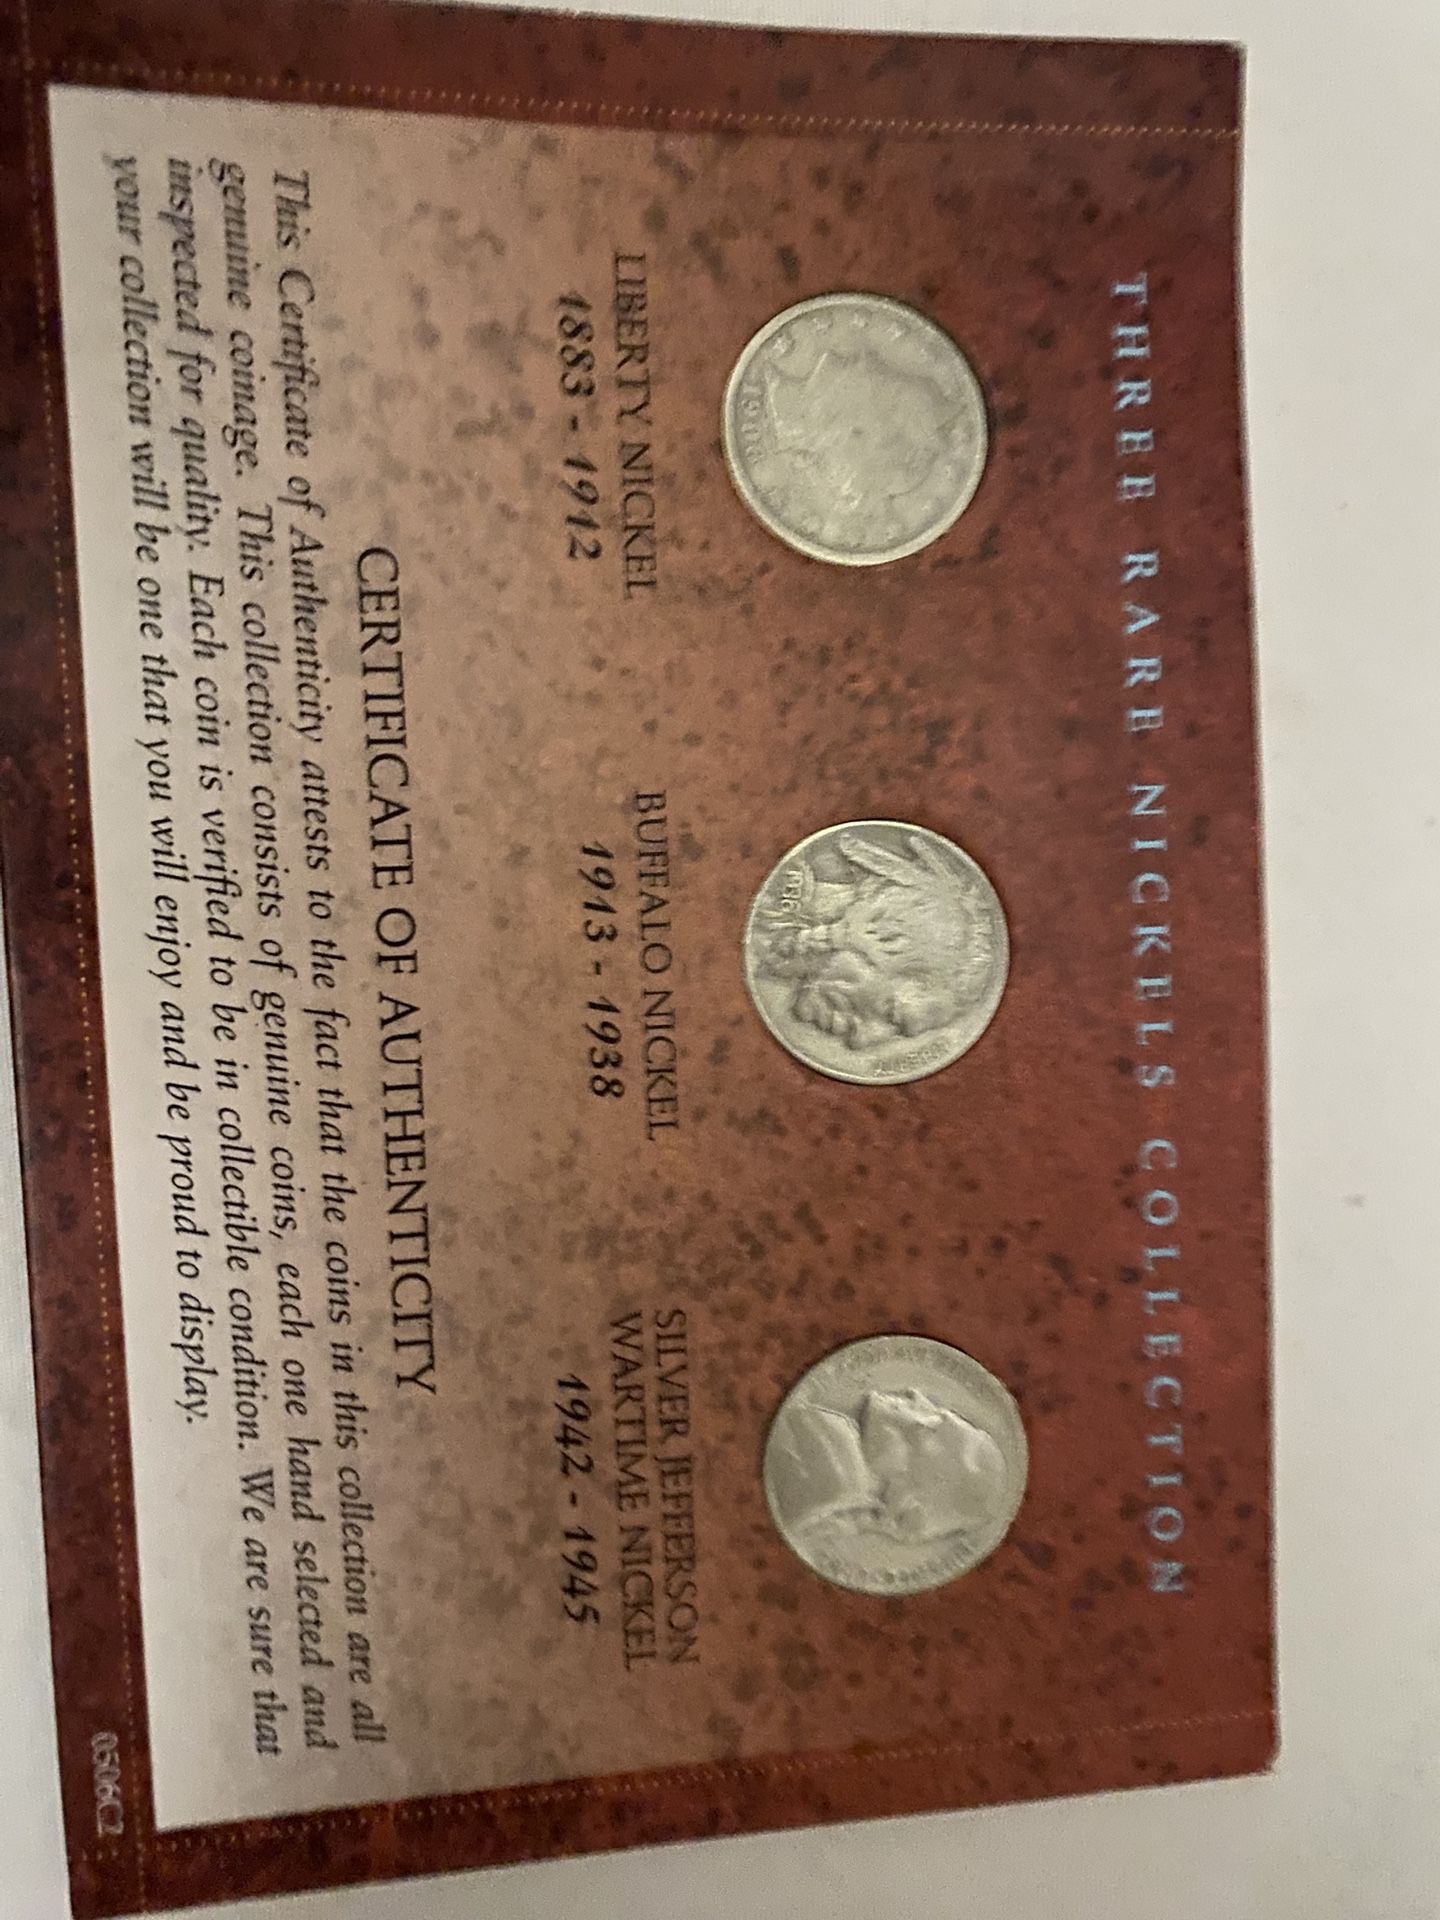 THREE RARE NICKELS COLLECTION
1908
1936
LIBERTY
LIBERTY NICKEL
1883 - 1912
BUFFALO NICKEL
1913 - 1938
SILVER JEFFERSON
WARTIME NICKEL
1942 - 1945
CERTIFICATE OF AUTHENTICITY
This Certificate of Authenticity attests to the fact that the coins in this collection are all
genuine coinage. This collection consists of genuine coins, each one hand selected and
inspected for quality. Each coin is verified to be in collectible condition. We are sure that
your collection will be one that you will enjoy and be proud to display.
0506C2